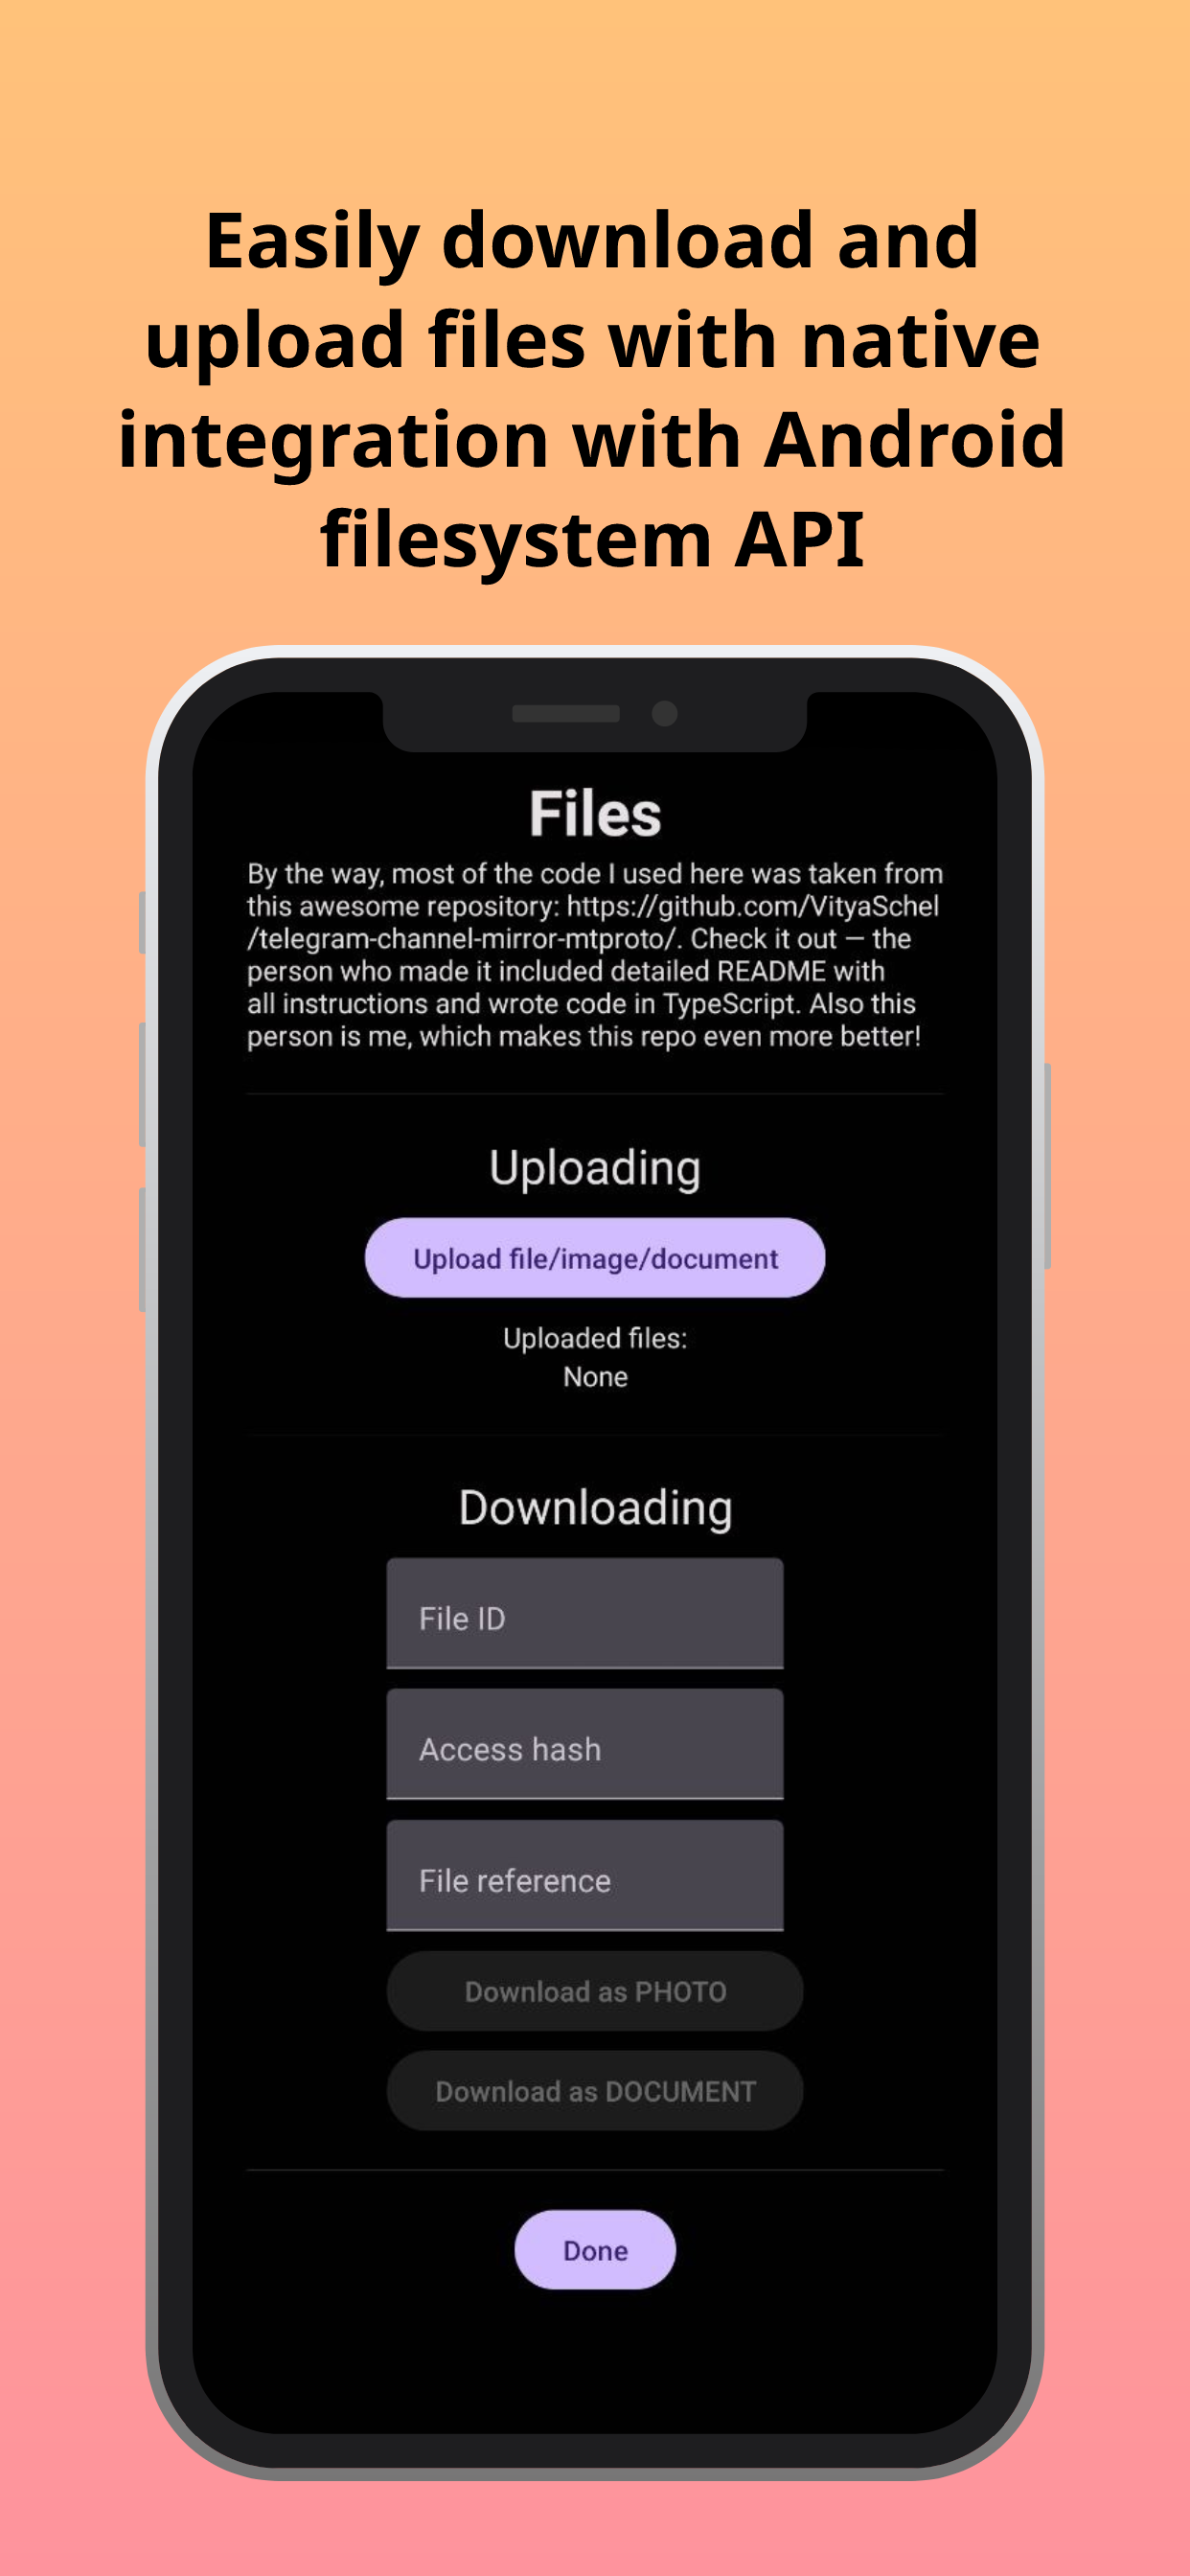 Easily download and
upload files with native
integration with Android
filesystem API
Files
By the way, most of the code I used here was taken from
this awesome repository: https://github.com/VityaSchel
/telegram-channel-mirror-mtproto/. Check it out — the
person who made it included detailed README with
all instructions and wrote code in TypeScript. Also this
person is me, which makes this repo even more better!
Uploading
Upload file/image/document
Uploaded files:
None
Downloading
File ID
Access hash
File reference
Download as PHOTO
Download as DOCUMENT
Done